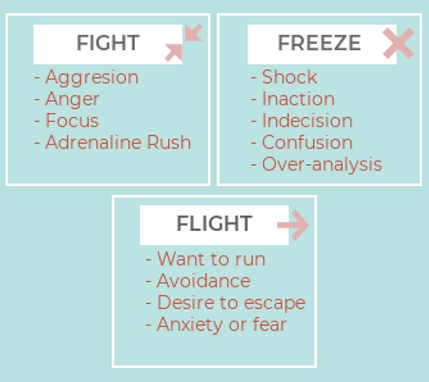 FIGHT
- Aggresion
- Anger
- Focus
- Adrenaline Rush
FREEZE
- Shock
- Inaction
- Indecision
- Confusion
- Over-analysis
FLIGHT
- Want to run
- Avoidance
- Desire to escape
- Anxiety or fear